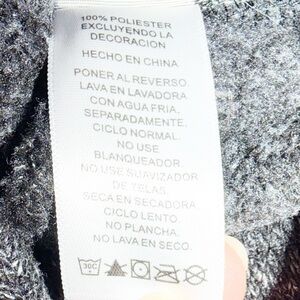 100% POLIESTER
EXCLUYENDO LA
DECORACION
HECHO EN CHINA
PONER AL REVERSO.
LAVA EN LAVADORA
CON AGUA FRIA.
SEPARADAMENTE.
CICLO NORMAL.
NO USE
BLANQUEADOR
NO USE SUAVIZADOR
DE TELAS.
SECA EN SECADORA
CICLO LENTO.
NO PLANCHA.
NO LAVA EN SECO.
30C